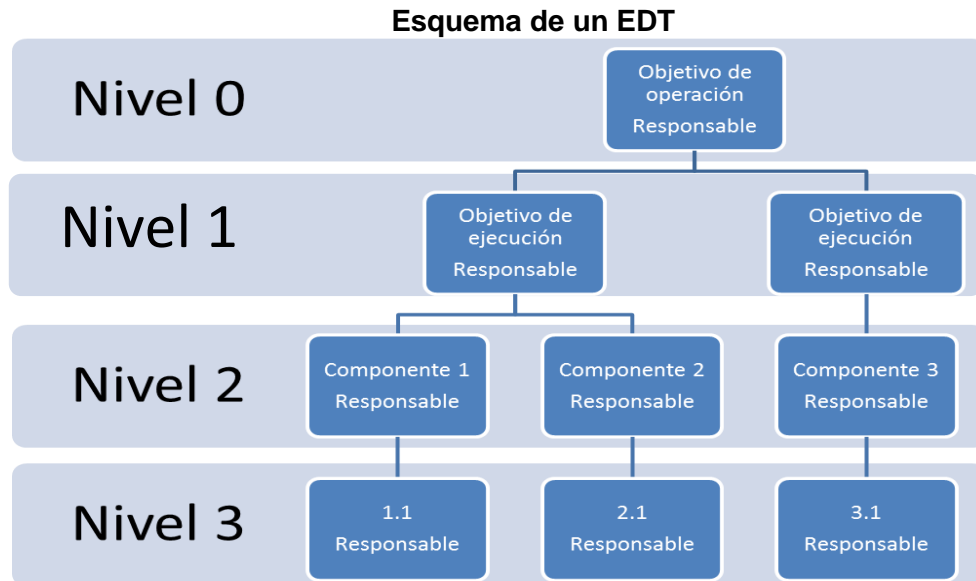 Esquema de un EDT
Nivel 0
Objetivo de
operación
Responsable
Nivel 1
Objetivo de
ejecución
Responsable
Objetivo de
ejecución
Responsable
Nivel 2
Componente 1
Responsable
Componente 2
Responsable
Componente 3
Responsable
Nivel 3
1.1
Responsable
2.1
Responsable
3.1
Responsable